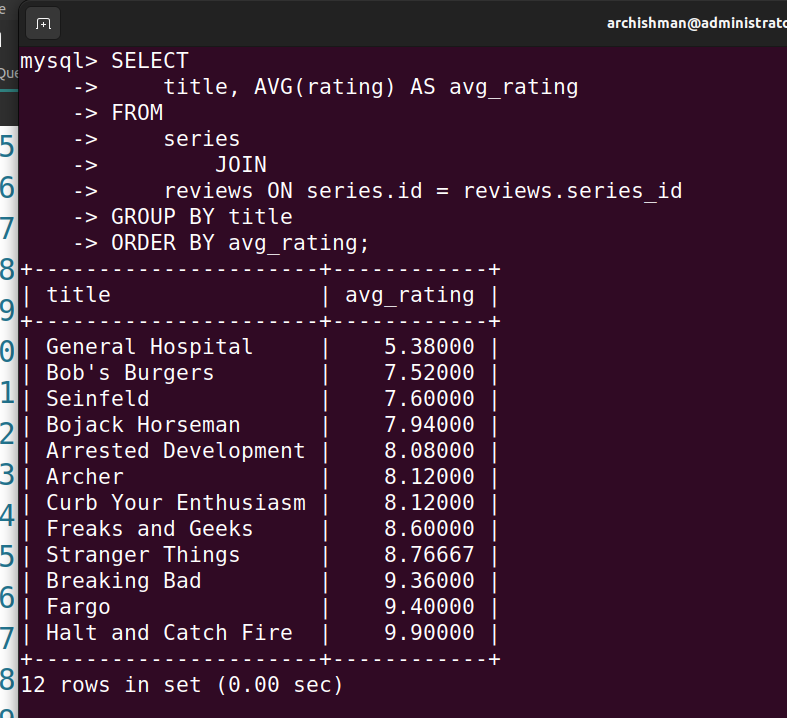 archishman@administrato
mysql> SELECT
    ->     title, AVG(rating) AS avg_rating
    -> FROM
    ->     series
    ->         JOIN
    ->     reviews ON series.id = reviews.series_id
    -> GROUP BY title
    -> ORDER BY avg_rating;
+----------------------+------------+
| title                | avg_rating |
+----------------------+------------+
| General Hospital     |    5.38000 |
| Bob's Burgers        |    7.52000 |
| Seinfeld             |    7.60000 |
| Bojack Horseman      |    7.94000 |
| Arrested Development |    8.08000 |
| Archer               |    8.12000 |
| Curb Your Enthusiasm |    8.12000 |
| Freaks and Geeks     |    8.60000 |
| Stranger Things      |    8.76667 |
| Breaking Bad         |    9.36000 |
| Fargo                |    9.40000 |
| Halt and Catch Fire  |    9.90000 |
+----------------------+------------+
12 rows in set (0.00 sec)